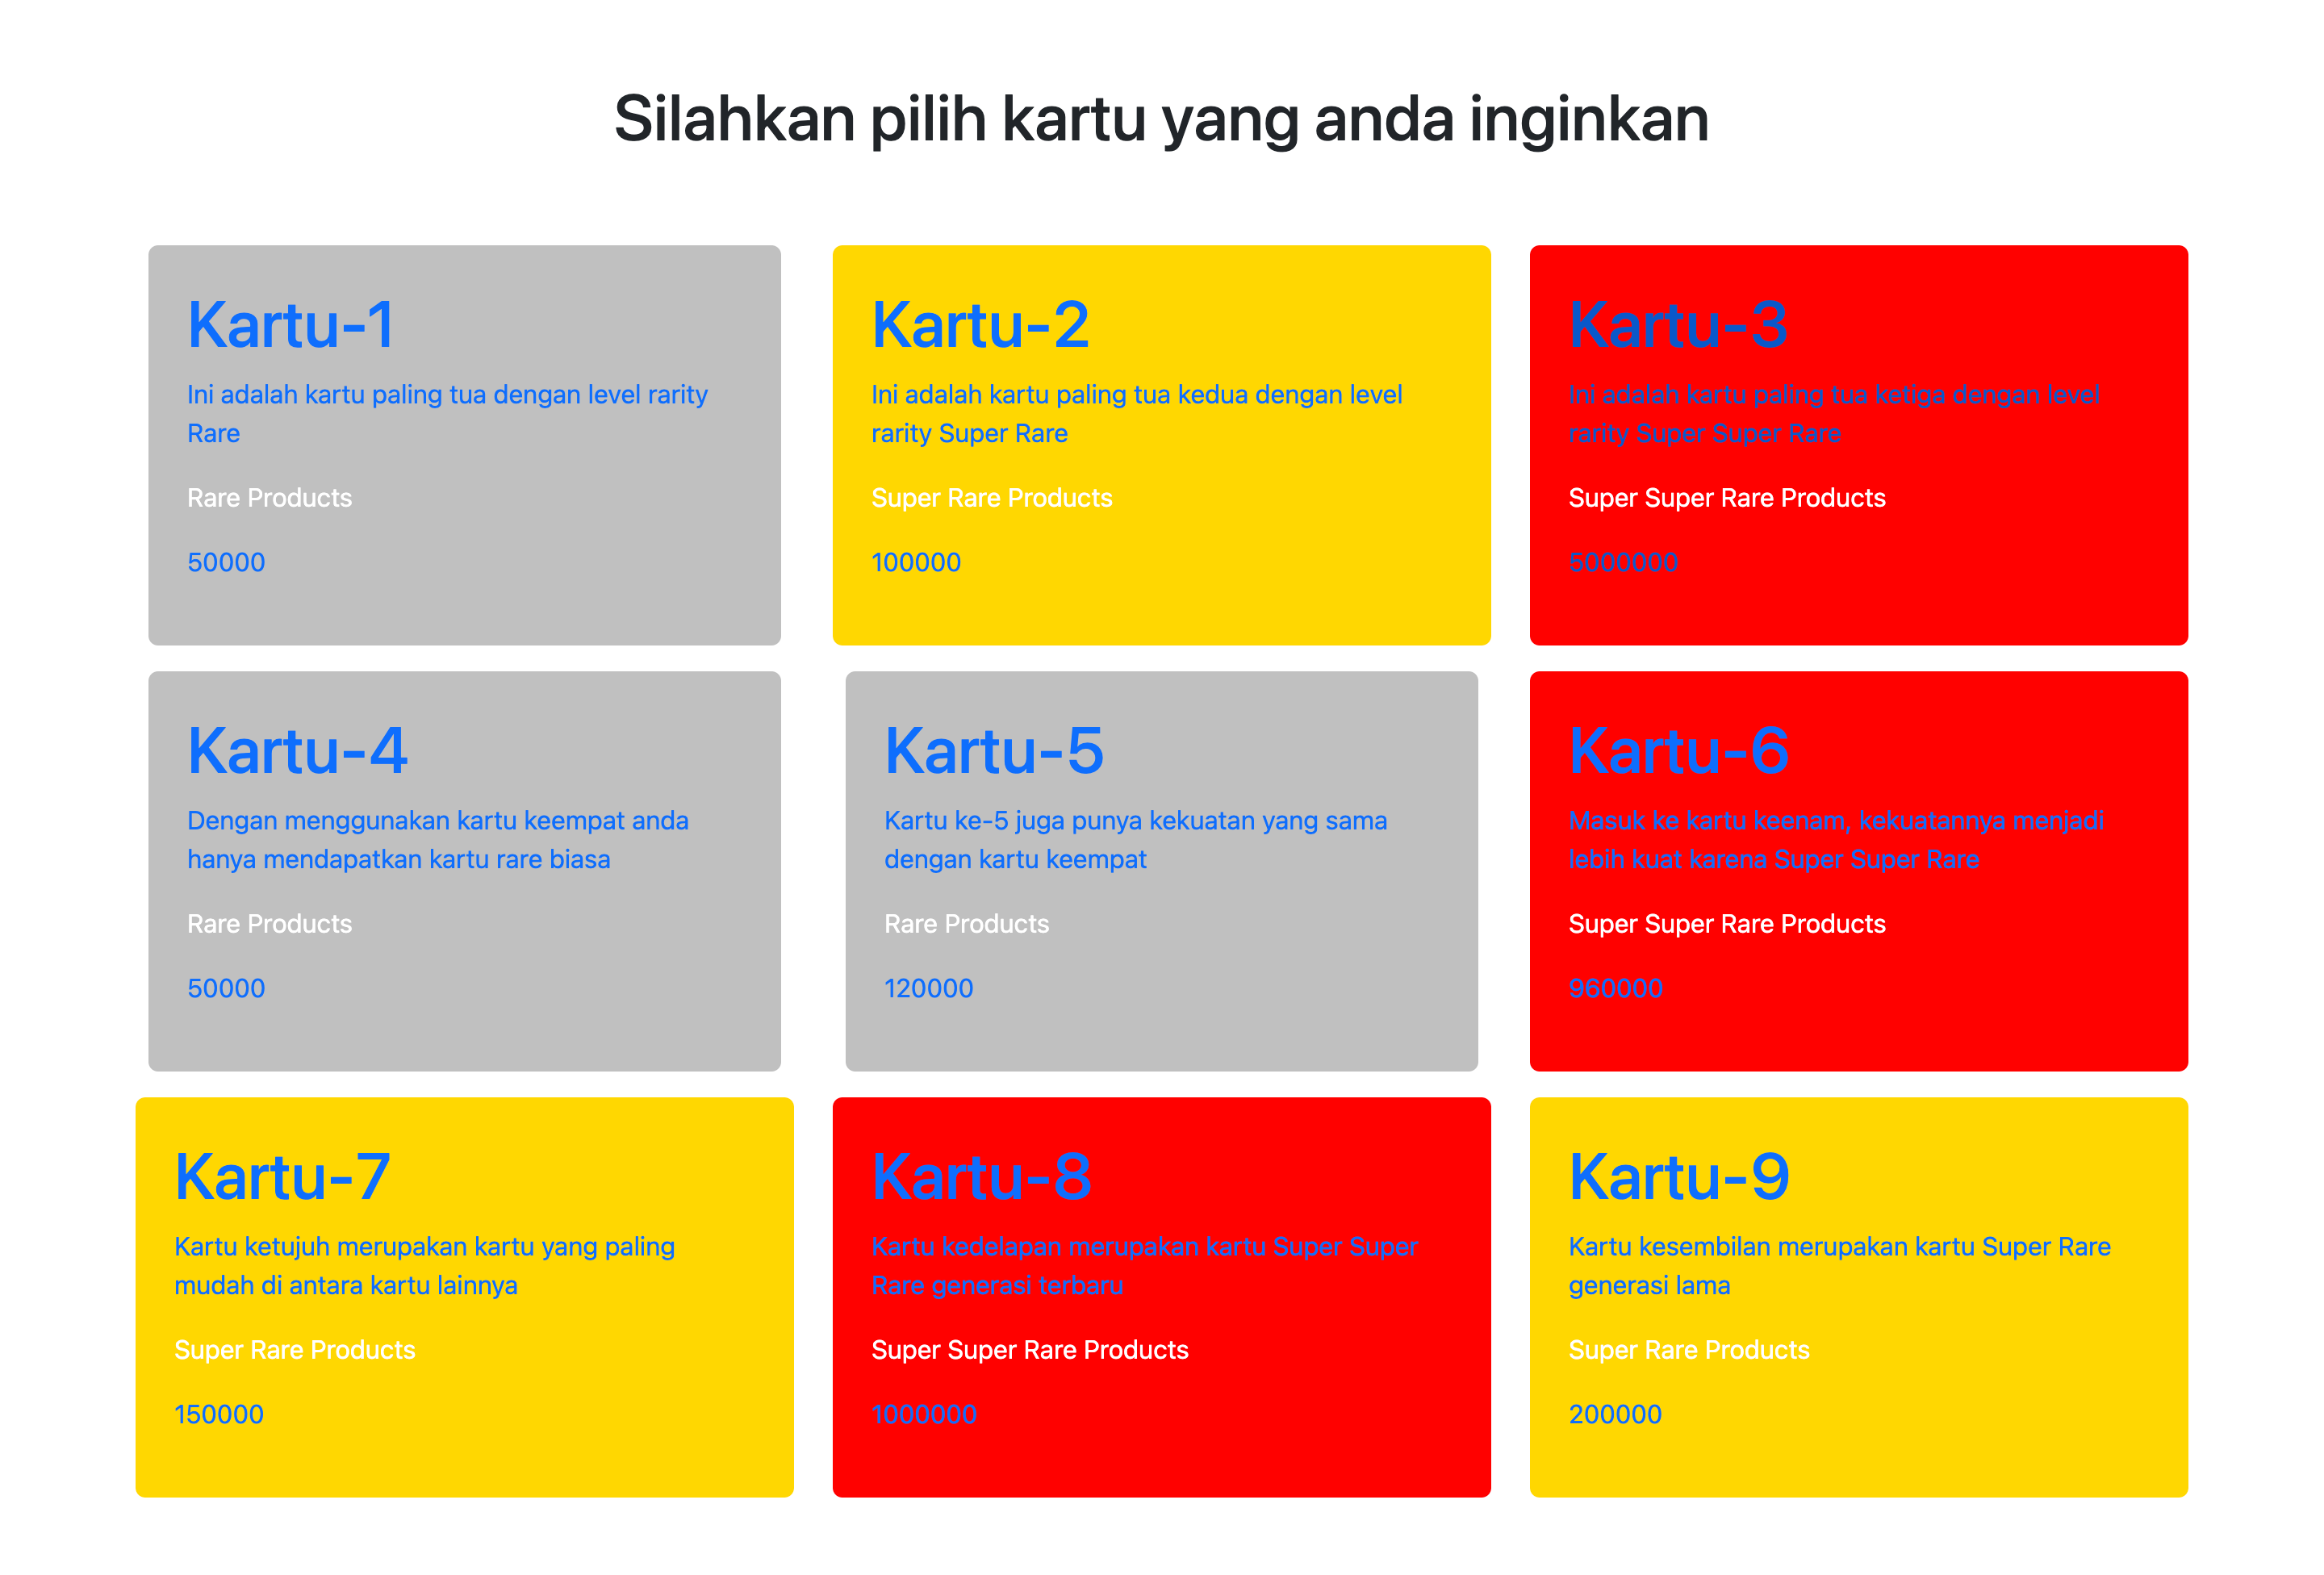 Silahkan pilih kartu yang anda inginkan
Kartu-1
Ini adalah kartu paling tua dengan level rarity
Rare
Rare Products
50000
Kartu-2
Ini adalah kartu paling tua kedua dengan level
rarity Super Rare
Super Rare Products
100000
Kartu-3
Ini adalah kartu paling tua ketiga dengan level
rarity Super Super Rare
Super Super Rare Products
5000000
Kartu-4
Dengan menggunakan kartu keempat anda
hanya mendapatkan kartu rare biasa
Rare Products
50000
Kartu-5
Kartu ke-5 juga punya kekuatan yang sama
dengan kartu keempat
Rare Products
120000
Kartu-6
Masuk ke kartu keenam, kekuatannya menjadi
lebih kuat karena Super Super Rare
Super Super Rare Products
960000
Kartu-7
Kartu ketujuh merupakan kartu yang paling
mudah di antara kartu lainnya
Super Rare Products
150000
Kartu-8
Kartu kedelapan merupakan kartu Super Super
Rare generasi terbaru
Super Super Rare Products
1000000
Kartu-9
Kartu kesembilan merupakan kartu Super Rare
generasi lama
Super Rare Products
200000